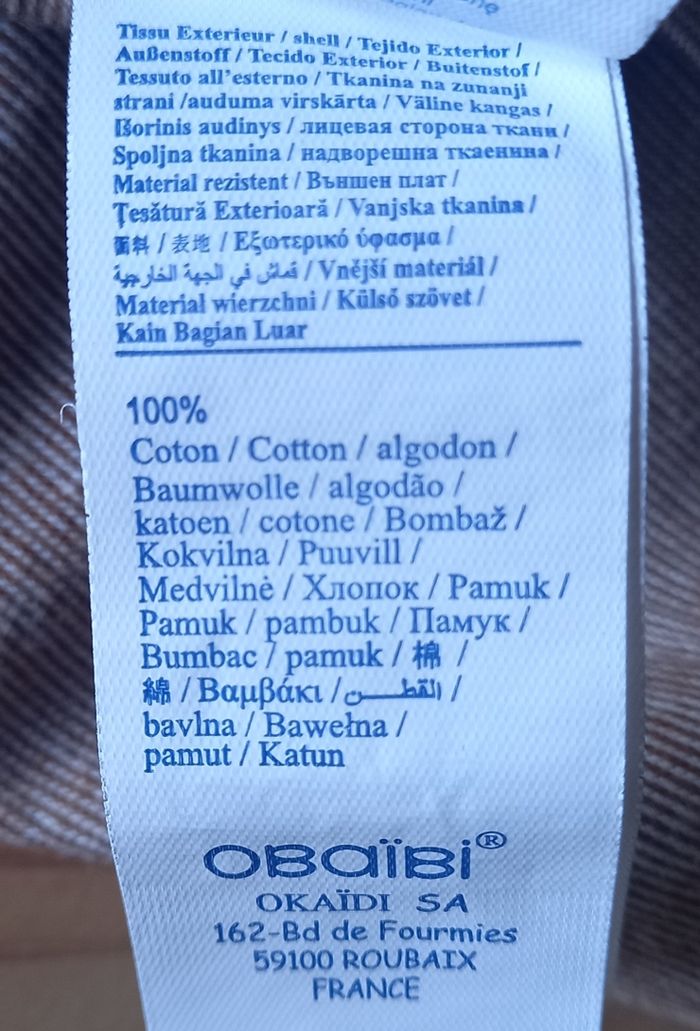 Tissu Exterieur / shell / Tejido Exterior /
Außenstoff / Tecido Exterior / Buitenstof /
Tessuto all'esterno / Tkanina na zunanji
strani /auduma virskārta / Väline kangas /
Išorinis audinys / лицевая сторона ткани /
Spoljna tkanina / надворешна ткаенина /
Material rezistent / Външен плат /
Ţesătură Exterioară / Vanjska tkanina /
面料 / 表地 / Εξωτερικό ύφασμα /
قماش في الجهة الخارجية / Vnější materiál /
Materiał wierzchni / Külső szövet /
Kain Bagian Luar
100%
Coton / Cotton / algodon /
Baumwolle / algodão /
katoen / cotone / Bombaž /
Kokvilna / Puuvill /
Medvilnė / Хлопок / Pamuk /
Pamuk / pambuk / Памук /
Bumbac / pamuk / 棉 /
綿 / Βαμβάκι / القطــــن /
bavlna / Bawełna /
pamut / Katun
OBaïBi®
OKAÏDI SA
162-Bd de Fourmies
59100 ROUBAIX
FRANCE